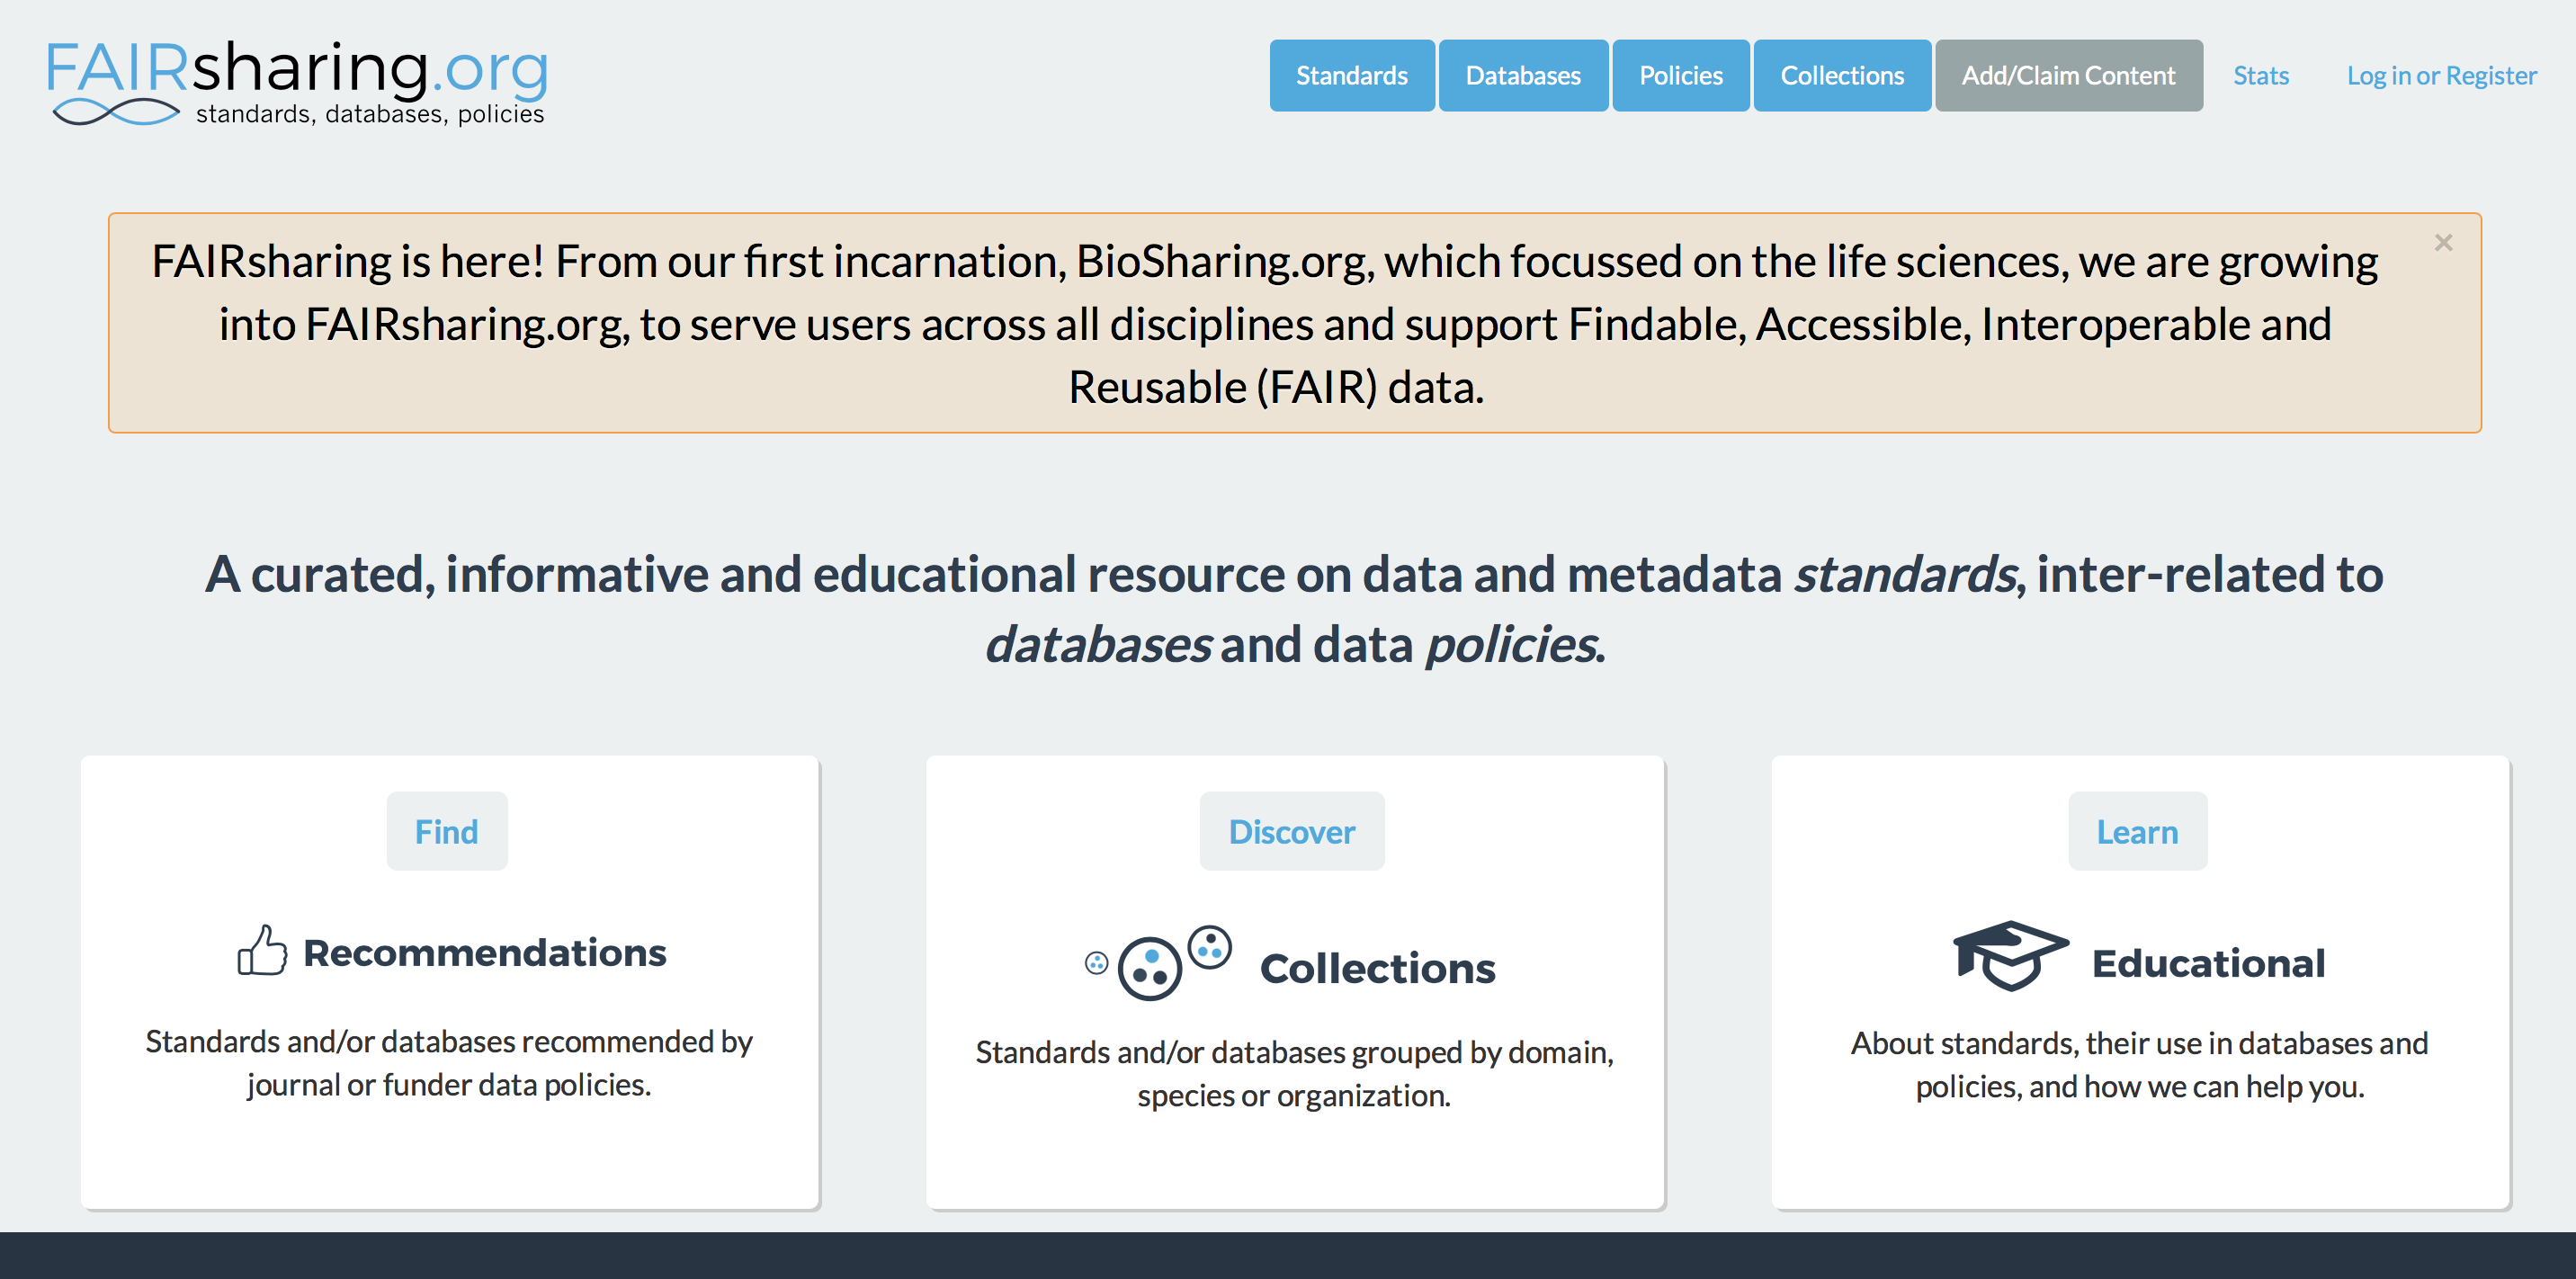 FAIRsharing.org
standards, databases, policies
Standards
Databases
Policies
Collections
Add/Claim Content
Stats
Log in or Register
FAIRsharing is here! From our first incarnation, BioSharing.org, which focussed on the life sciences, we are growing
into FAIRsharing.org, to serve users across all disciplines and support Findable, Accessible, Interoperable and
Reusable (FAIR) data.
×
A curated, informative and educational resource on data and metadata standards, inter-related to
databases and data policies.
Find
Recommendations
Standards and/or databases recommended by
journal or funder data policies.
Discover
Collections
Standards and/or databases grouped by domain,
species or organization.
Learn
Educational
About standards, their use in databases and
policies, and how we can help you.